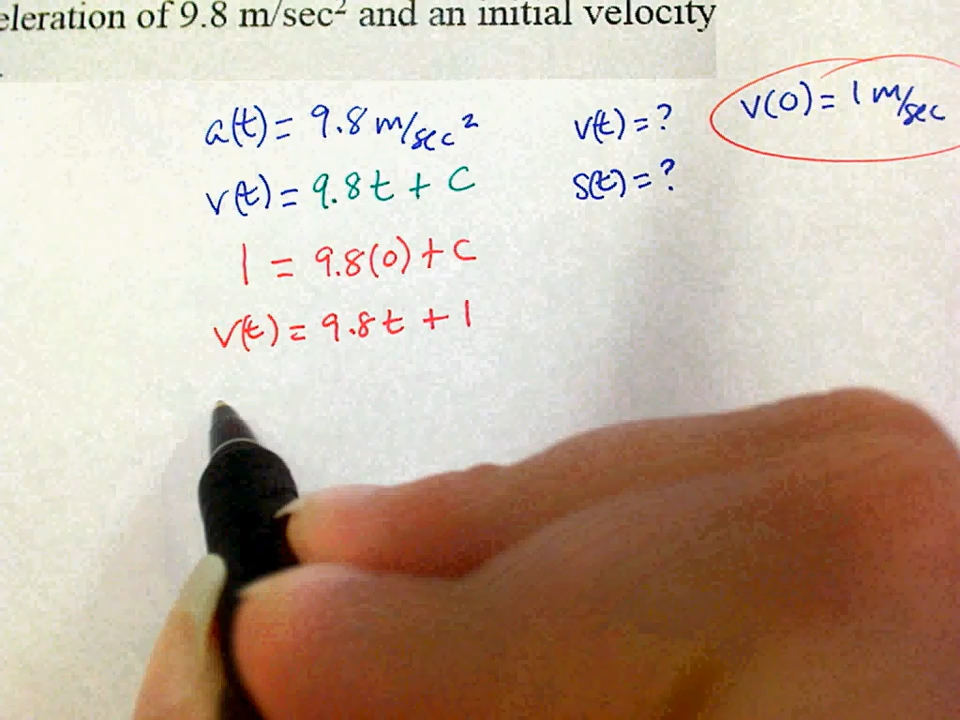 eleration of 9.8 m/sec² and an initial velocity
a(t) = 9.8 m/sec²
v(t) = ?
v(0) = 1 m/sec
v(t) = 9.8t + C
s(t) = ?
1 = 9.8(0) + C
v(t) = 9.8t + 1